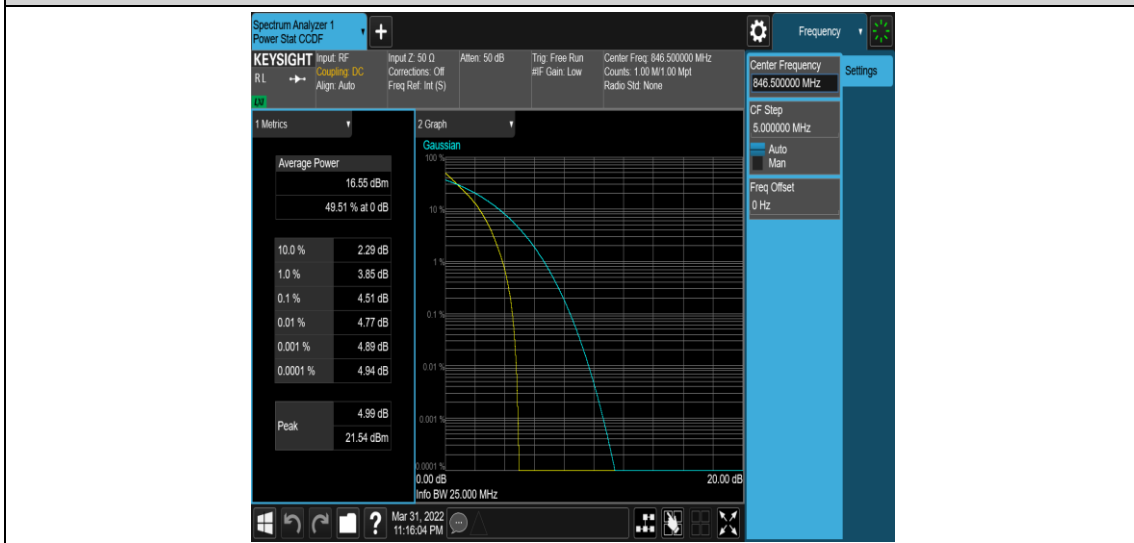 Spectrum Analyzer 1
Power Stat CCDF
+
Frequency
KEYSIGHT
RL
LXI
Input: RF
Coupling: DC
Align: Auto
Input Z: 50 Ω
Corrections: Off
Freq Ref: Int (S)
Atten: 50 dB
Trig: Free Run
#IF Gain: Low
Center Freq: 846.500000 MHz
Counts: 1.00 M/1.00 Mpt
Radio Std: None
Center Frequency
846.500000 MHz
Settings
CF Step
5.000000 MHz
Auto
Man
Freq Offset
0 Hz
1 Metrics
Average Power
16.55 dBm
49.51 % at 0 dB
10.0 % 2.29 dB
1.0 % 3.85 dB
0.1 % 4.51 dB
0.01 % 4.77 dB
0.001 % 4.89 dB
0.0001 % 4.94 dB
Peak
4.99 dB
21.54 dBm
2 Graph
Gaussian
100 %
10 %
1 %
0.1 %
0.01 %
0.001 %
0.0001 %
0.00 dB 20.00 dB
Info BW 25.000 MHz
?
Mar 31, 2022
11:16:04 PM